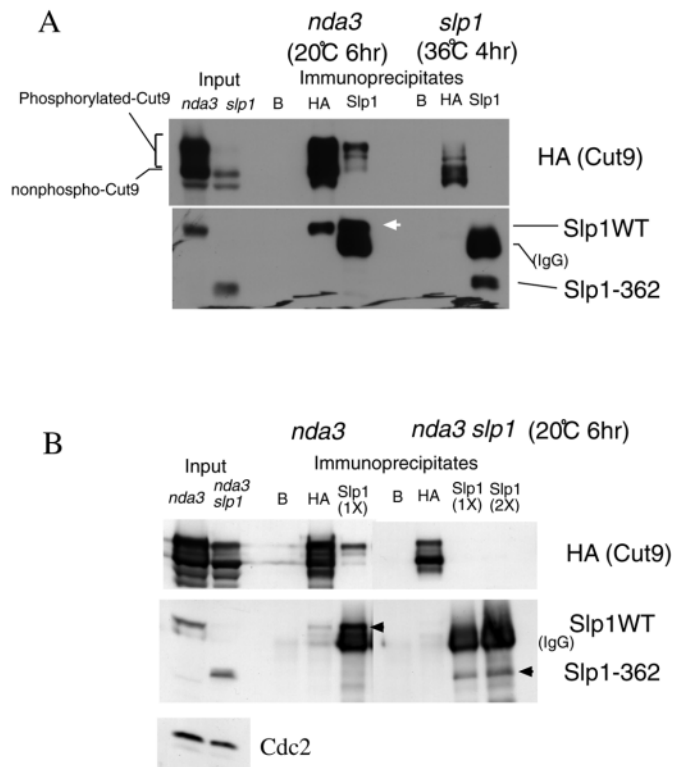 A
nda3 slp1
(20℃ 6hr) (36℃ 4hr)
Input Immunoprecipitates
nda3 slp1 B HA Slp1 B HA Slp1
Phosphorylated-Cut9
HA (Cut9)
nonphospho-Cut9
Slp1WT
(IgG)
Slp1-362
B
nda3 nda3 slp1 (20℃ 6hr)
Input Immunoprecipitates
nda3 nda3 slp1 B HA Slp1 (1X) B HA Slp1 (1X) Slp1 (2X)
HA (Cut9)
Slp1WT
(IgG)
Slp1-362
Cdc2